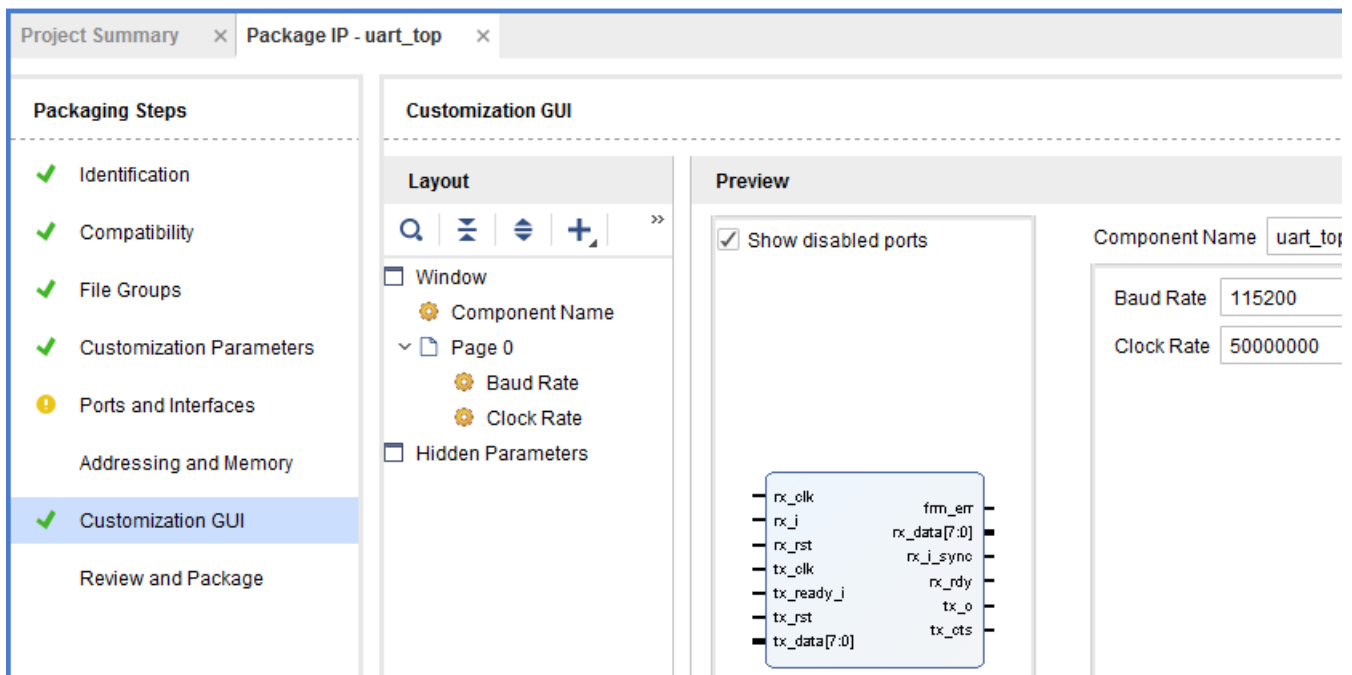 Project Summary
Package IP - uart_top
Packaging Steps
Identification
Compatibility
File Groups
Customization Parameters
Ports and Interfaces
Addressing and Memory
Customization GUI
Review and Package
Customization GUI
Layout
Window
Component Name
Page 0
Baud Rate
Clock Rate
Hidden Parameters
Preview
Show disabled ports
rx_clk
rx_i
rx_rst
tx_clk
tx_ready_i
tx_rst
tx_data[7:0]
frm_err
rx_data[7:0]
rx_i_sync
rx_rdy
tx_o
tx_cts
Component Name uart_top
Baud Rate 115200
Clock Rate 50000000